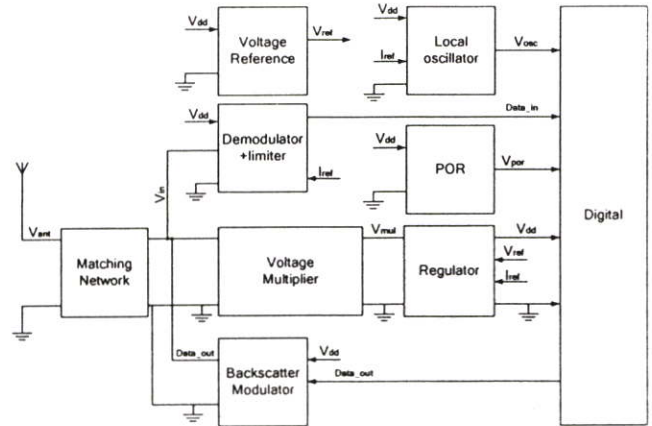 Vdd
Voltage
Reference
Vref
Vdd
Iref
Local
oscillator
Vosc
Vdd
Demodulator
+limiter
Iref
Data_in
Vdd
POR
Vpor
Vin
Vant
Matching
Network
Voltage
Multiplier
Vmul
Regulator
Vdd
Vref
Iref
Digital
Data_out
Backscatter
Modulator
Vdd
Data_out